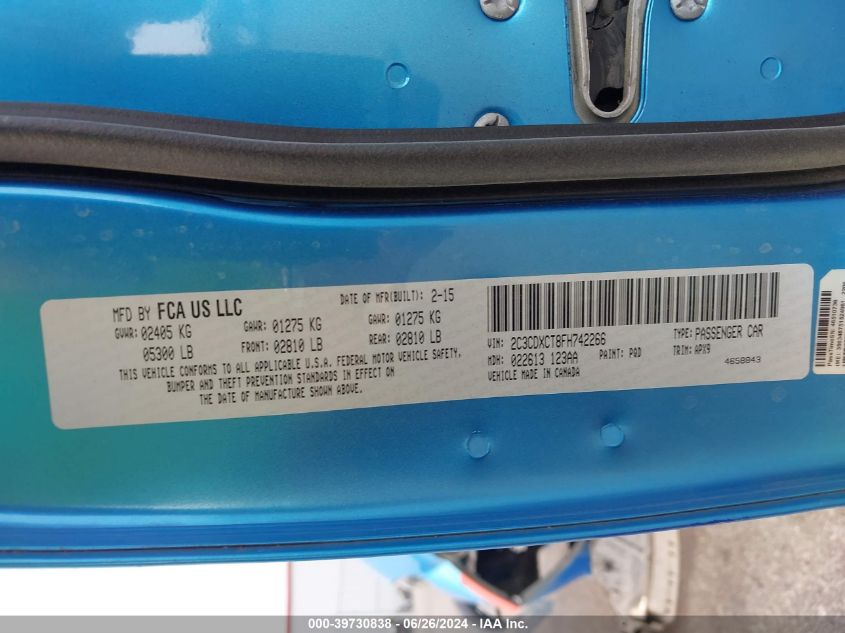 MFD BY FCA US LLC
DATE OF MFR(BUILT): 2-15
GVWR: 02405 KG
GAWR: 01275 KG
GAWR: 01275 KG
05300 LB
FRONT: 02810 LB
REAR: 02810 LB
THIS VEHICLE CONFORMS TO ALL APPLICABLE U.S.A. FEDERAL MOTOR VEHICLE SAFETY,
BUMPER AND THEFT PREVENTION STANDARDS IN EFFECT ON
THE DATE OF MANUFACTURE SHOWN ABOVE.
VIN: 2C3CDXCT8FH742266
TYPE: PASSENGER CAR
MDH: 022613 123AA
PAINT: PQD
TRIM: APX9
VEHICLE MADE IN CANADA
4658843
000-39730838 - 06/26/2024 - IAA Inc.